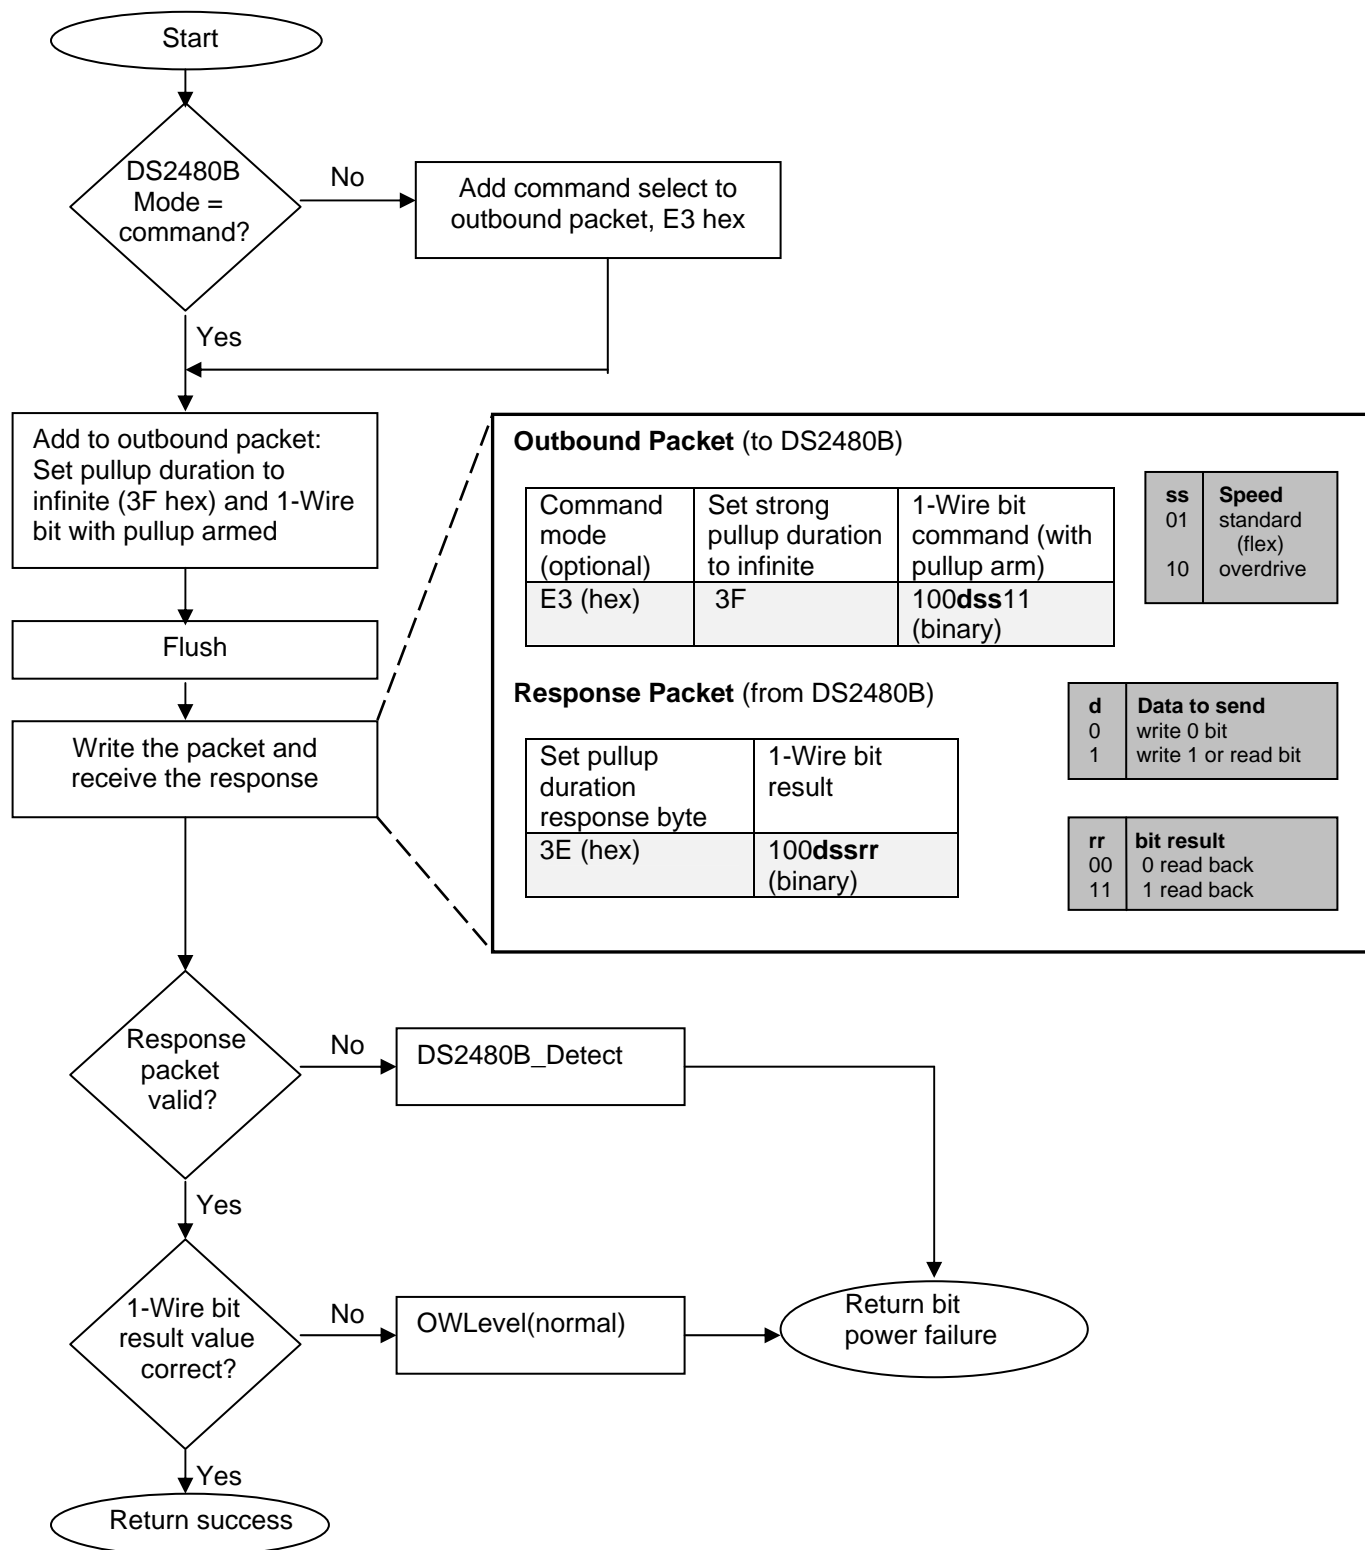 Start
DS2480B
Mode =
command?
No
Add command select to
outbound packet, E3 hex
Yes
Add to outbound packet:
Set pullup duration to
infinite (3F hex) and 1-Wire
bit with pullup armed
Flush
Write the packet and
receive the response
Outbound Packet (to DS2480B)
Command
mode
(optional)
Set strong
pullup duration
to infinite
1-Wire bit
command (with
pullup arm)
E3 (hex)
3F
100dss11
(binary)
ss Speed
01 standard
(flex)
10 overdrive
Response Packet (from DS2480B)
Set pullup
duration
response byte
1-Wire bit
result
3E (hex)
100dssrr
(binary)
d Data to send
0 write 0 bit
1 write 1 or read bit
rr bit result
00 0 read back
11 1 read back
Response
packet
valid?
No
DS2480B_Detect
Yes
1-Wire bit
result value
correct?
No
OWLevel(normal)
Return bit
power failure
Yes
Return success